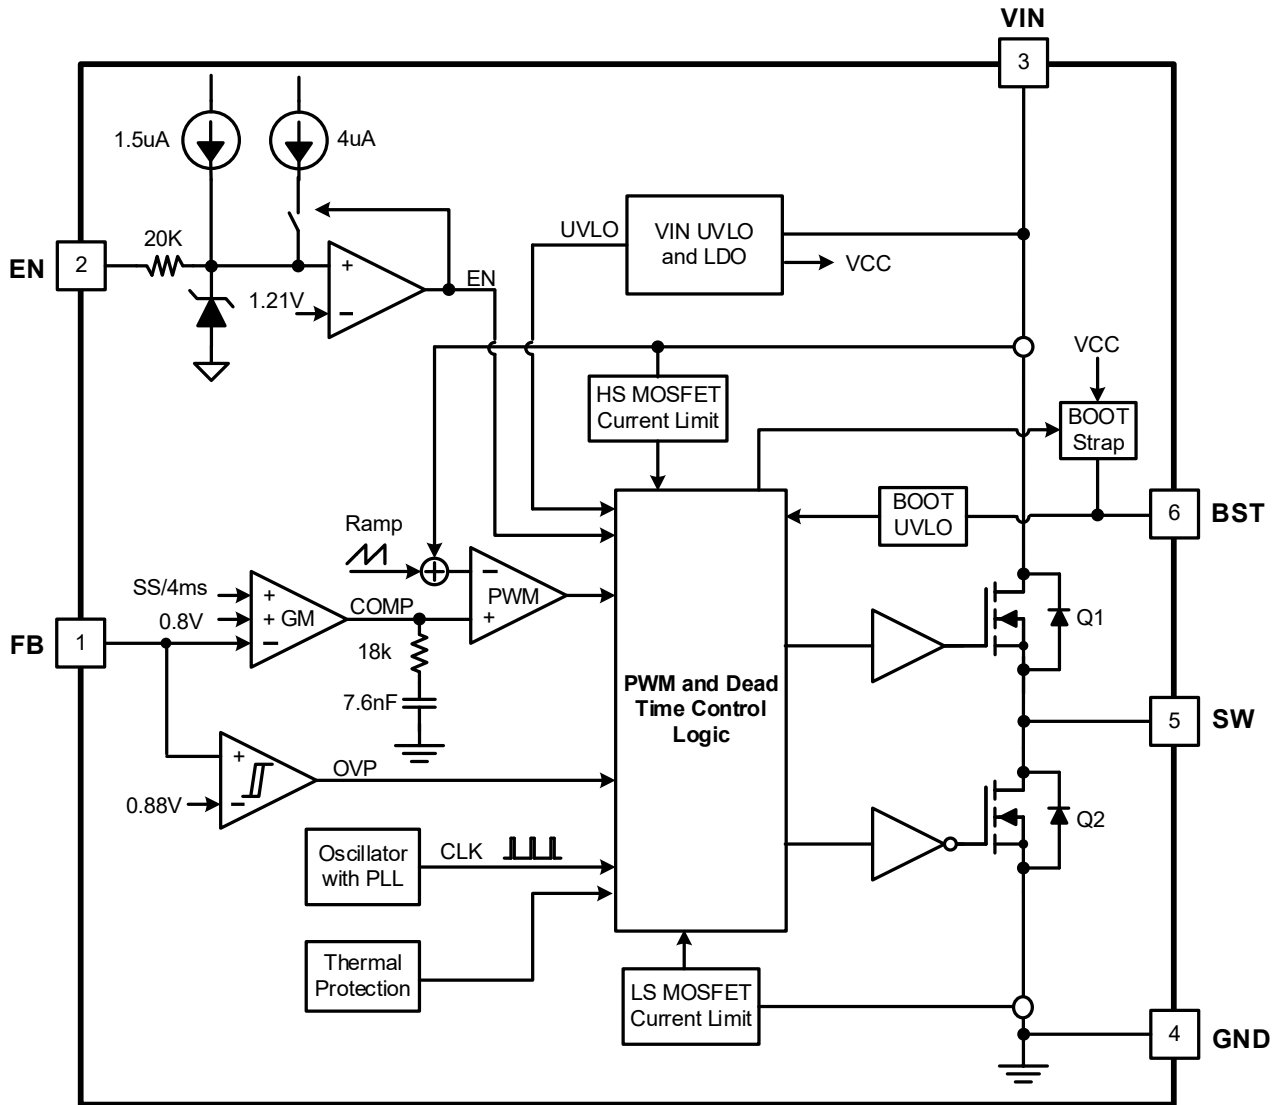 VIN
3
1.5uA
4uA
20K
EN
2
+
1.21V
−
EN
UVLO
VIN UVLO
and LDO
VCC
VCC
HS MOSFET
Current Limit
BOOT
Strap
BOOT
UVLO
6
BST
Ramp
+
−
PWM
+
SS/4ms
0.8V
+
+ GM
−
COMP
FB
1
18k
7.6nF
PWM and Dead
Time Control
Logic
Q1
5
SW
+
0.88V
−
OVP
Q2
Oscillator
with PLL
CLK
Thermal
Protection
LS MOSFET
Current Limit
4
GND